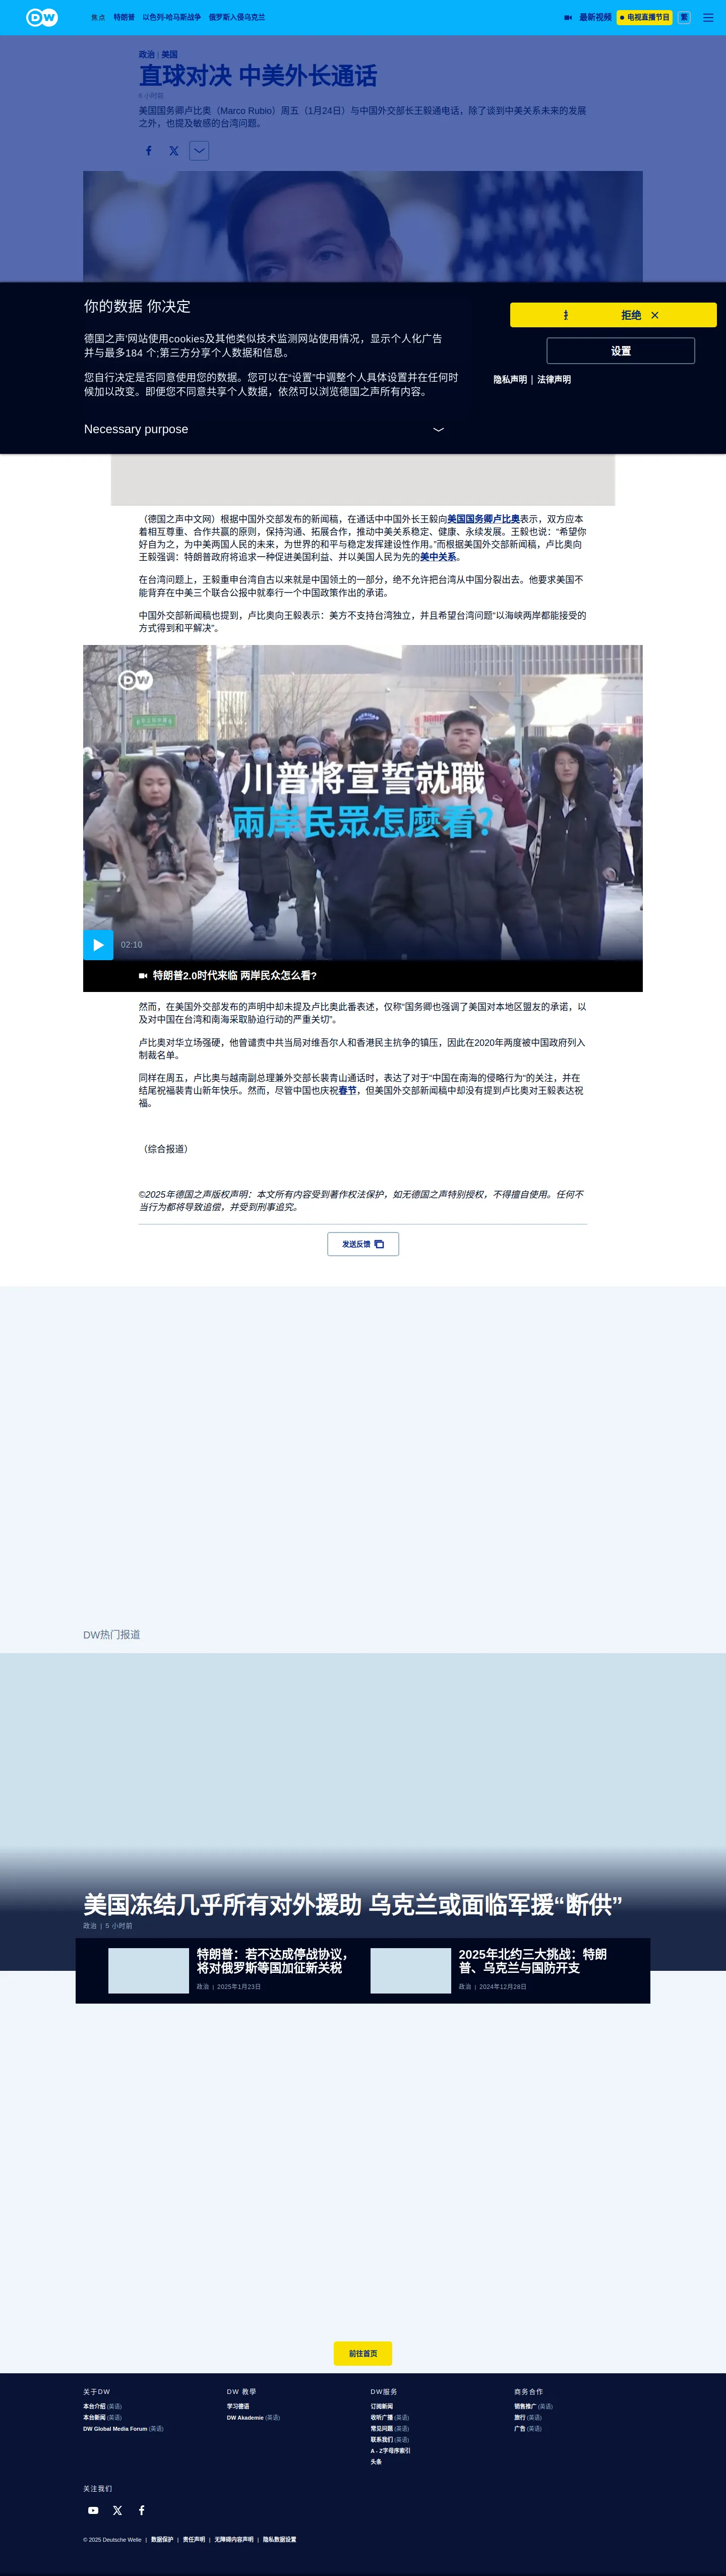 DW
焦点 特朗普 以色列-哈马斯战争 俄罗斯入侵乌克兰
最新视频 电视直播节目 繁
政治 | 美国
直球对决 中美外长通话
6 小时前
美国国务卿卢比奥（Marco Rubio）周五（1月24日）与中国外交部长王毅通电话，除了谈到中美关系未来的发展
之外，也提及敏感的台湾问题。
你的数据 你决定
德国之声'网站使用cookies及其他类似技术监测网站使用情况，显示个人化广告
并与最多184 个;第三方分享个人数据和信息。
您自行决定是否同意使用您的数据。您可以在“设置”中调整个人具体设置并在任何时
候加以改变。即便您不同意共享个人数据，依然可以浏览德国之声所有内容。
Necessary purpose
拒绝
设置
隐私声明 | 法律声明
（德国之声中文网）根据中国外交部发布的新闻稿，在通话中中国外长王毅向美国国务卿卢比奥表示，双方应本
着相互尊重、合作共赢的原则，保持沟通、拓展合作，推动中美关系稳定、健康、永续发展。王毅也说：“希望你
好自为之，为中美两国人民的未来，为世界的和平与稳定发挥建设性作用。”而根据美国外交部新闻稿，卢比奥向
王毅强调：特朗普政府将追求一种促进美国利益、并以美国人民为先的美中关系。
在台湾问题上，王毅重申台湾自古以来就是中国领土的一部分，绝不允许把台湾从中国分裂出去。他要求美国不
能背弃在中美三个联合公报中就奉行一个中国政策作出的承诺。
中国外交部新闻稿也提到，卢比奥向王毅表示：美方不支持台湾独立，并且希望台湾问题“以海峡两岸都能接受的
方式得到和平解决”。
DW
川普將宣誓就職
兩岸民眾怎麼看?
02:10
特朗普2.0时代来临 两岸民众怎么看?
然而，在美国外交部发布的声明中却未提及卢比奥此番表述，仅称“国务卿也强调了美国对本地区盟友的承诺，以
及对中国在台湾和南海采取胁迫行动的严重关切”。
卢比奥对华立场强硬，他曾谴责中共当局对维吾尔人和香港民主抗争的镇压，因此在2020年两度被中国政府列入
制裁名单。
同样在周五，卢比奥与越南副总理兼外交部长裴青山通话时，表达了对于“中国在南海的侵略行为”的关注，并在
结尾祝福裴青山新年快乐。然而，尽管中国也庆祝春节，但美国外交部新闻稿中却没有提到卢比奥对王毅表达祝
福。
（综合报道）
©2025年德国之声版权声明：本文所有内容受到著作权法保护，如无德国之声特别授权，不得擅自使用。任何不
当行为都将导致追偿，并受到刑事追究。
发送反馈
DW热门报道
美国冻结几乎所有对外援助 乌克兰或面临军援“断供”
政治 | 5 小时前
特朗普：若不达成停战协议，
将对俄罗斯等国加征新关税
政治 | 2025年1月23日
2025年北约三大挑战：特朗
普、乌克兰与国防开支
政治 | 2024年12月28日
前往首页
关于DW
本台介绍 (英语)
本台新闻 (英语)
DW Global Media Forum (英语)
DW 教學
学习德语
DW Akademie (英语)
DW服务
订阅新闻
收听广播 (英语)
常见问题 (英语)
联系我们 (英语)
A - Z字母序索引
头条
商务合作
销售推广 (英语)
旅行 (英语)
广告 (英语)
关注我们
© 2025 Deutsche Welle | 数据保护 | 责任声明 | 无障碍内容声明 | 隐私数据设置